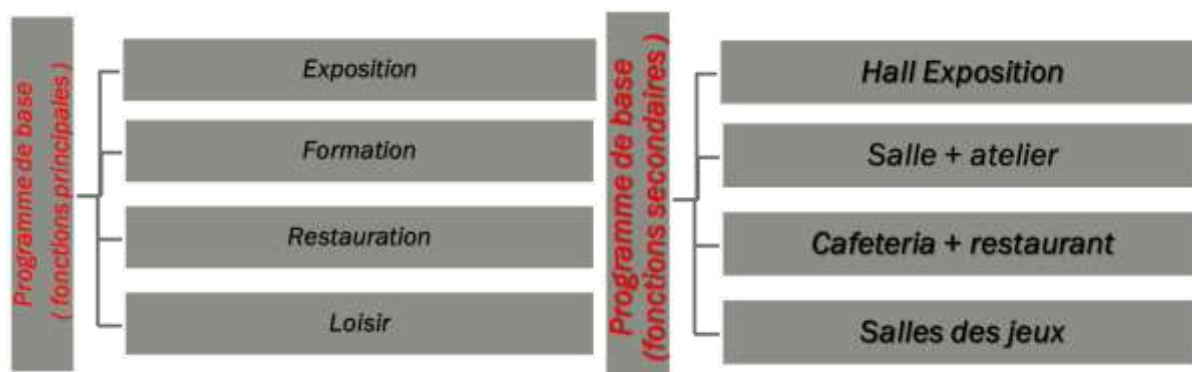 Programme de base
( fonctions principales )
Exposition
Formation
Restauration
Loisir
Programme de base
(fonctions secondaires )
Hall Exposition
Salle + atelier
Cafeteria + restaurant
Salles des jeux